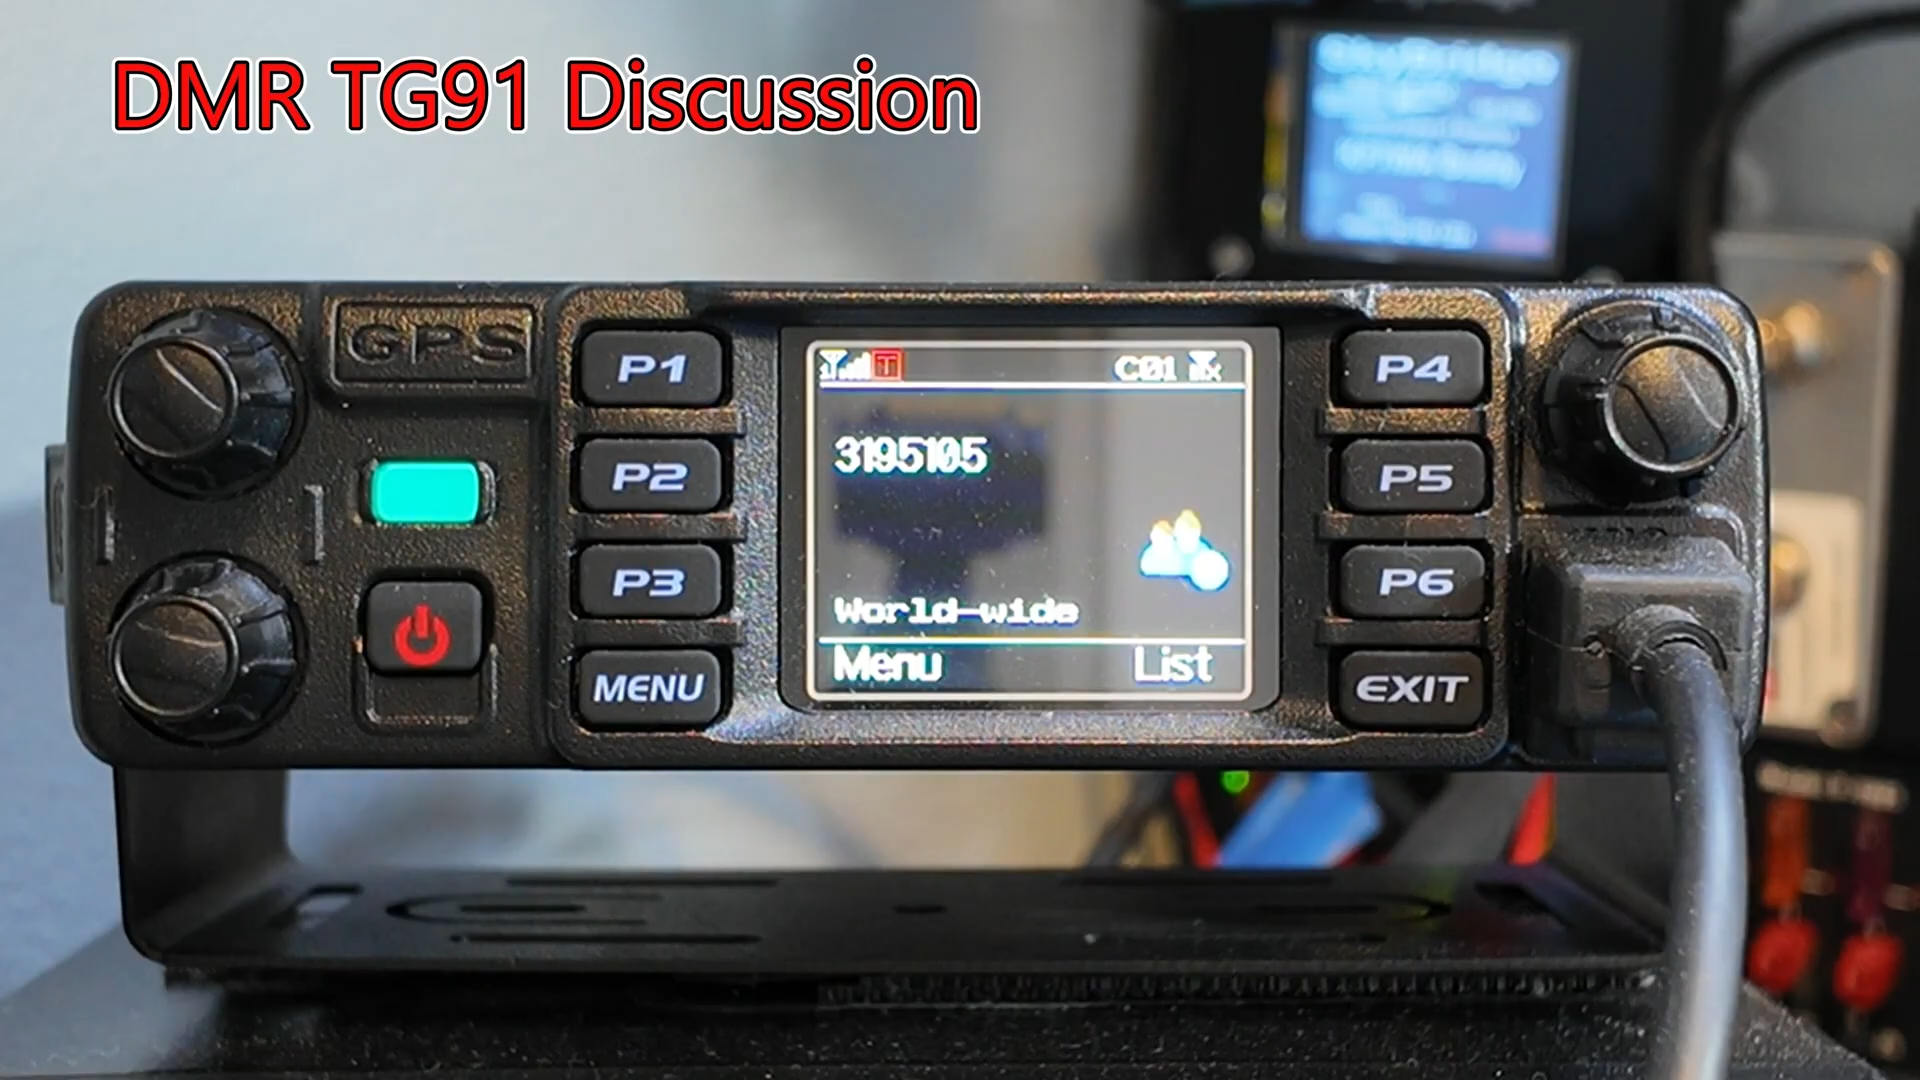 DMR TG91 Discussion
GPS
P1
P2
P3
MENU
C01
3195105
World-wide
Menu List
P4
P5
P6
EXIT